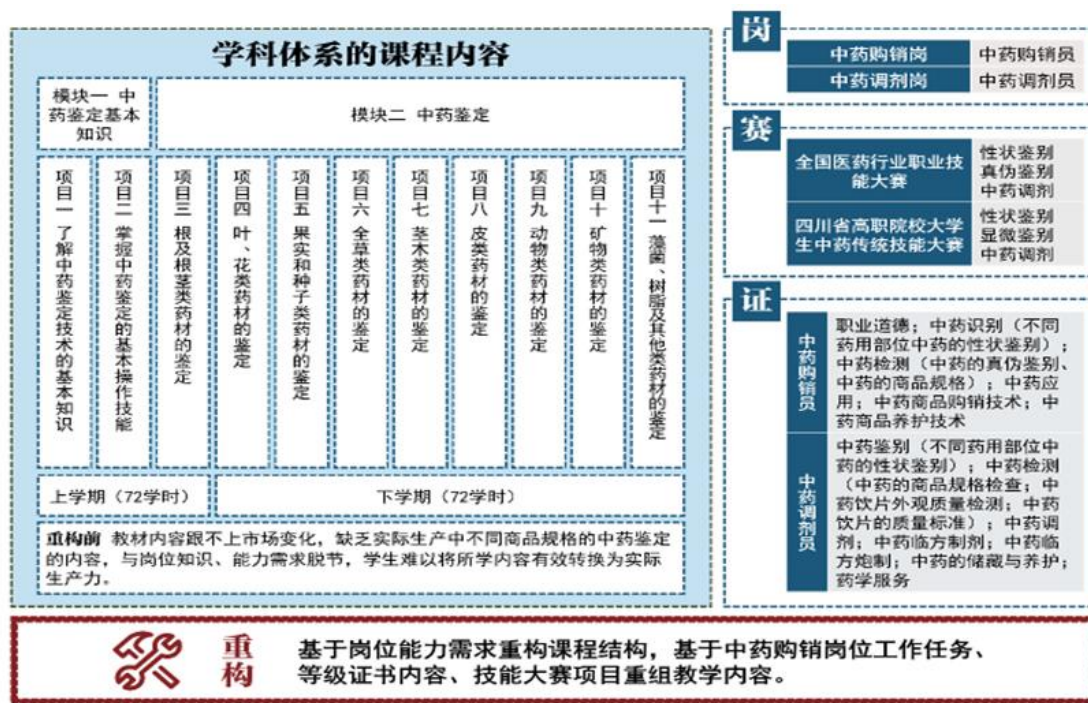 学科体系的课程内容
模块一 中
药鉴定基本
知识
模块二 中药鉴定
项目一 了解中药鉴定技术的基本知识
项目二 掌握中药鉴定的基本操作技能
项目三 根及根茎类药材的鉴定
项目四 叶、花类药材的鉴定
项目五 果实和种子类药材的鉴定
项目六 全草类药材的鉴定
项目七 茎木类药材的鉴定
项目八 皮类药材的鉴定
项目九 动物类药材的鉴定
项目十 矿物类药材的鉴定
项目十一 藻菌、树脂及其他类药材的鉴定
上学期（72学时）
下学期（72学时）
重构前 教材内容跟不上市场变化，缺乏实际生产中不同商品规格的中药鉴定
的内容，与岗位知识、能力需求脱节，学生难以将所学内容有效转换为实际
生产力。
岗
中药购销岗
中药购销员
中药调剂岗
中药调剂员
赛
全国医药行业职业技
能大赛
性状鉴别
真伪鉴别
中药调剂
四川省高职院校大学
生中药传统技能大赛
性状鉴别
显微鉴别
中药调剂
证
中药购销员
职业道德；中药识别（不同
药用部位中药的性状鉴别）；
中药检测（中药的真伪鉴别、
中药的商品规格）；中药应
用；中药商品购销技术；中
药商品养护技术
中药调剂员
中药鉴别（不同药用部位中
药的性状鉴别）；中药检测
（中药的商品规格检查；中
药饮片外观质量检测；中药
饮片的质量标准）；中药调
剂；中药临方制剂；中药临
方炮制；中药的储藏与养护；
药学服务
重构
基于岗位能力需求重构课程结构，基于中药购销岗位工作任务、
等级证书内容、技能大赛项目重组教学内容。